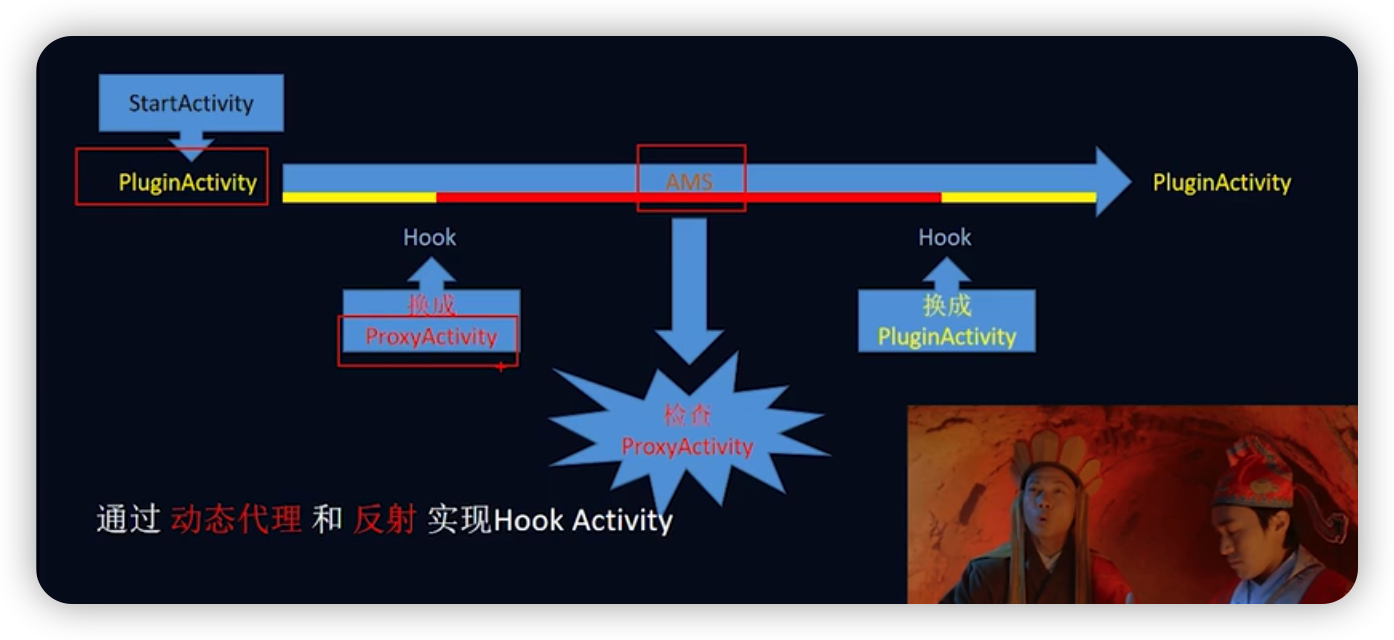 StartActivity
PluginActivity
AMS
PluginActivity
Hook
Hook
换成
ProxyActivity
换成
PluginActivity
检查
ProxyActivity
通过 动态代理 和 反射 实现Hook Activity